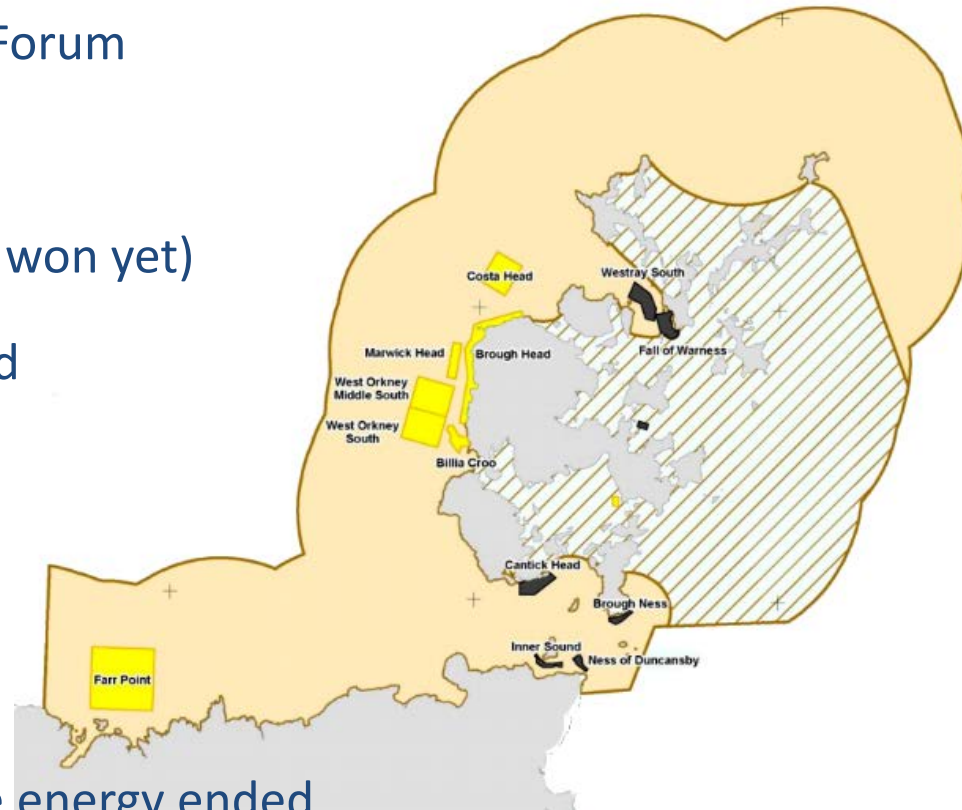 Forum
won yet)
Costa Head
Westray South
Marwick Head
Brough Head
Fall of Warness
West Orkney
Middle South
West Orkney
South
Billia Croo
Cantick Head
Brough Ness
Inner Sound
Ness of Duncansby
Farr Point
energy ended